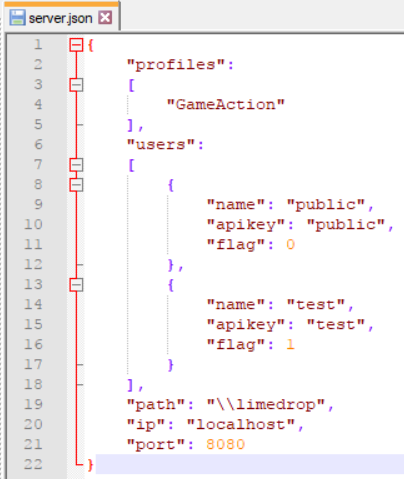 server.json
1 {
2 "profiles":
3 [
4 "GameAction"
5 ],
6 "users":
7 [
8 {
9 "name": "public",
10 "apikey": "public",
11 "flag": 0
12 },
13 {
14 "name": "test",
15 "apikey": "test",
16 "flag": 1
17 }
18 ],
19 "path": "\\limedrop",
20 "ip": "localhost",
21 "port": 8080
22 }